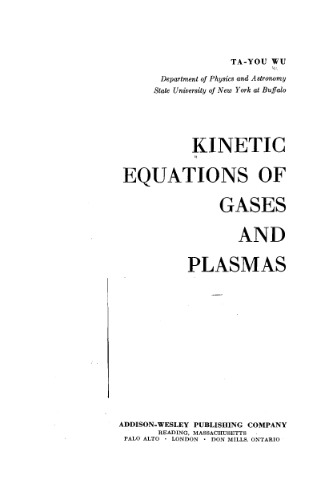 TA-YOU WU
Department of Physics and Astronomy
State University of New York at Buffalo
KINETIC
EQUATIONS OF
GASES
AND
PLASMAS
ADDISON-WESLEY PUBLISHING COMPANY
READING, MASSACHUSETTS
PALO ALTO · LONDON · DON MILLS, ONTARIO